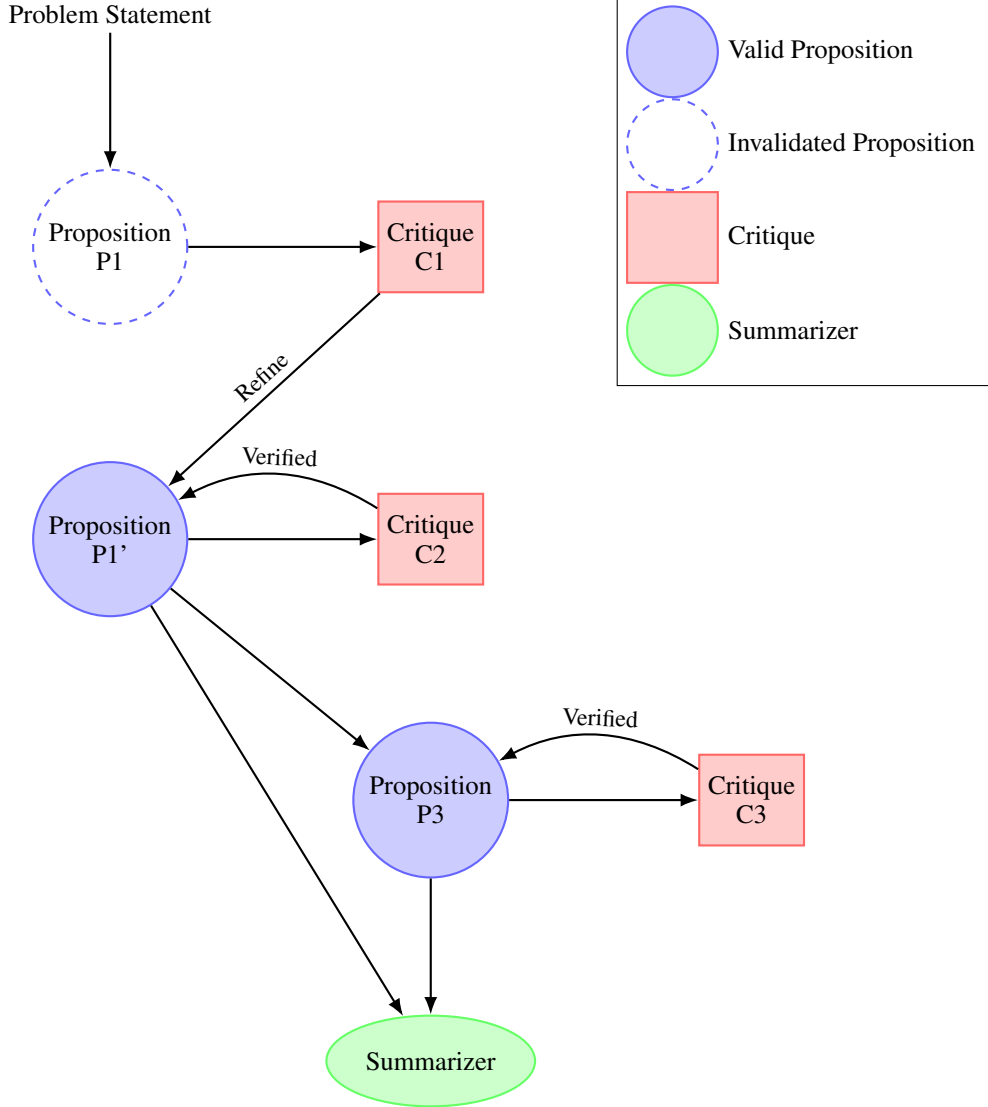 Problem Statement
Valid Proposition
Invalidated Proposition
Critique
Summarizer
Proposition
P1
Critique
C1
Refine
Verified
Proposition
P1’
Critique
C2
Verified
Proposition
P3
Critique
C3
Summarizer